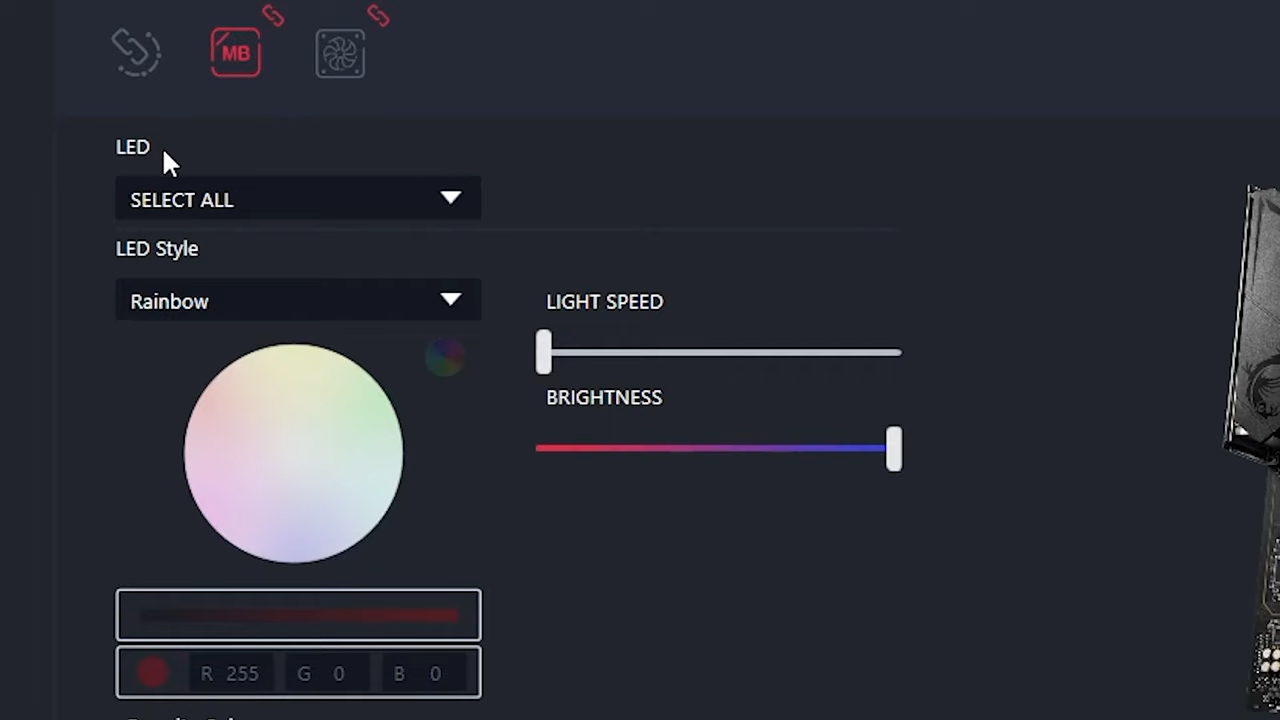 MB
LED
SELECT ALL
LED Style
Rainbow
LIGHT SPEED
BRIGHTNESS
R 255 G 0 B 0